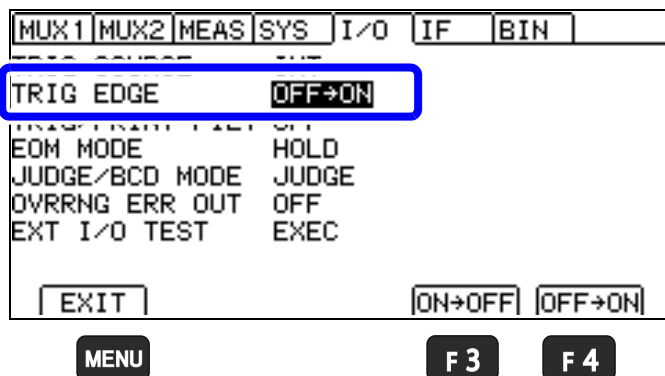 MUX1 MUX2 MEAS SYS I/O IF BIN
TRIG EDGE OFF→ON
EOM MODE HOLD
JUDGE/BCD MODE JUDGE
OVRRNG ERR OUT OFF
EXT I/O TEST EXEC
EXIT ON→OFF OFF→ON
MENU F3 F4